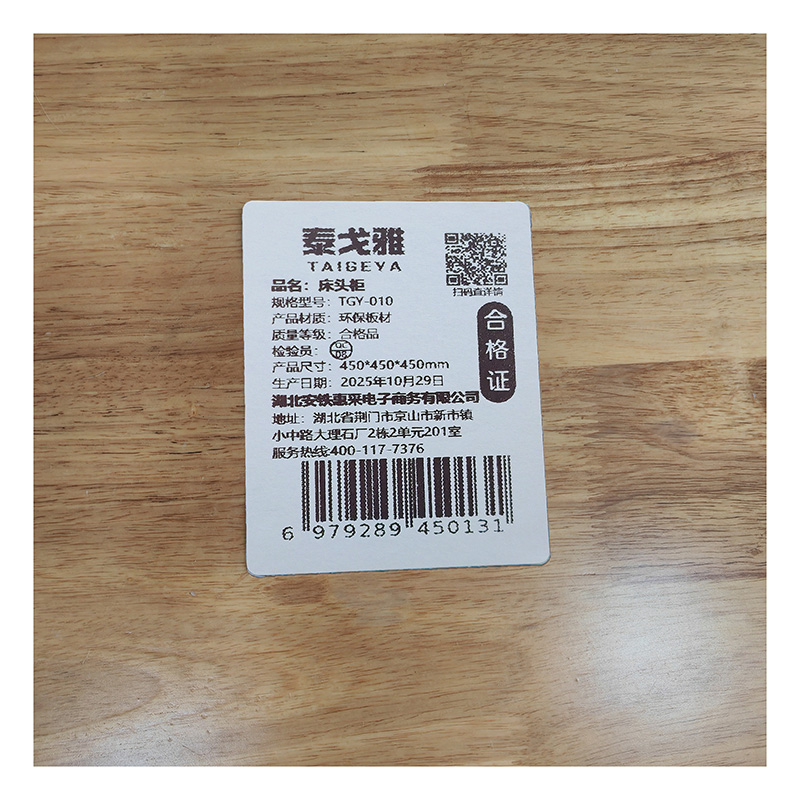 泰戈雅
TAIGEYA
扫码查详情
品名：床头柜
规格型号：TGY-010
产品材质：环保板材
质量等级：合格品
检验员：QC 08
产品尺寸：450*450*450mm
生产日期：2025年10月29日
合格证
湖北安铁惠采电子商务有限公司
地址：湖北省荆门市京山市新市镇
小中路大理石厂2栋2单元201室
服务热线:400-117-7376
6 979289 450131